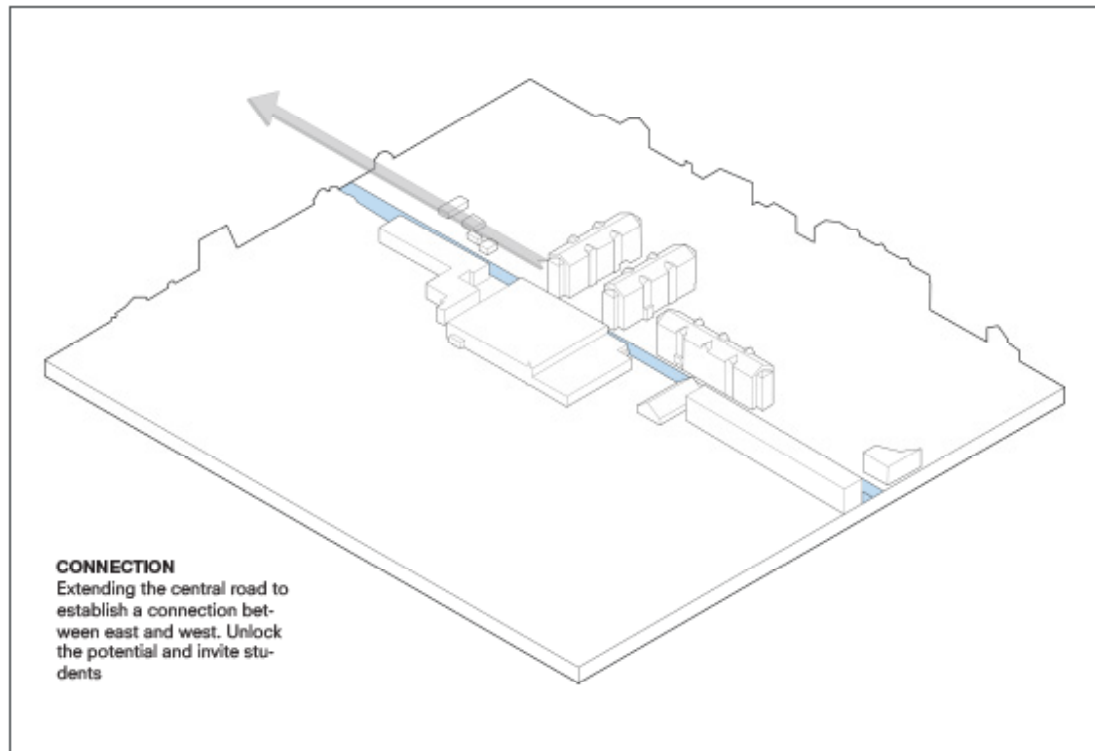 CONNECTION
Extending the central road to
establish a connection bet-
ween east and west. Unlock
the potential and invite stu-
dents